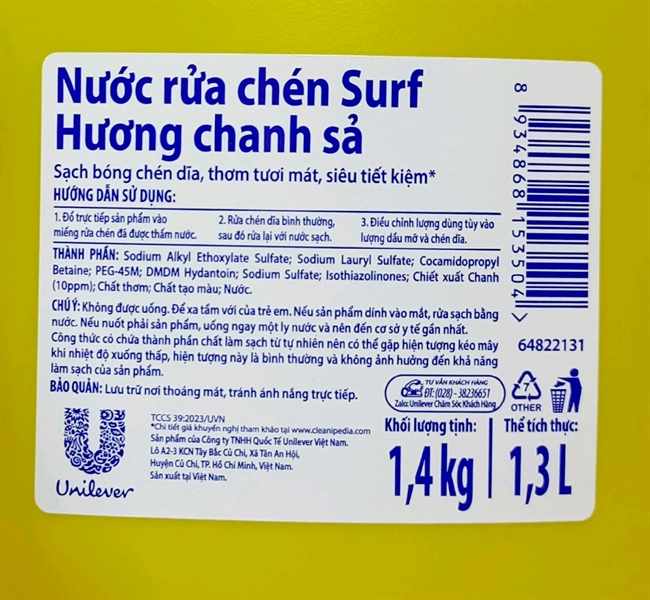 Nước rửa chén Surf
Hương chanh sả
Sạch bóng chén dĩa, thơm tươi mát, siêu tiết kiệm*
HƯỚNG DẪN SỬ DỤNG:
1. Đổ trực tiếp sản phẩm vào
miếng rửa chén đã được thấm nước.
2. Rửa chén dĩa bình thường,
sau đó rửa lại với nước sạch.
3. Điều chỉnh lượng dùng tùy vào
lượng dầu mỡ và chén dĩa.
THÀNH PHẦN: Sodium Alkyl Ethoxylate Sulfate; Sodium Lauryl Sulfate; Cocamidopropyl
Betaine; PEG-45M; DMDM Hydantoin; Sodium Sulfate; Isothiazolinones; Chiết xuất Chanh
(10ppm); Chất thơm; Chất tạo màu; Nước.
CHÚ Ý: Không được uống. Để xa tầm với của trẻ em. Nếu sản phẩm dính vào mắt, rửa sạch bằng
nước. Nếu nuốt phải sản phẩm, uống ngay một ly nước và nên đến cơ sở y tế gần nhất.
Công thức có chứa thành phần chất làm sạch từ tự nhiên nên có thể gặp hiện tượng kéo mây
khi nhiệt độ xuống thấp, hiện tượng này là bình thường và không ảnh hưởng đến khả năng
làm sạch của sản phẩm.
BẢO QUẢN: Lưu trữ nơi thoáng mát, tránh ánh nắng trực tiếp.
8 934868 153504 >
64822131
TƯ VẤN KHÁCH HÀNG
ĐT: (028) - 38236651
Zalo: Unilever Chăm Sóc Khách Hàng
7
OTHER
Unilever
TCCS 39:2023/UVN
*Chi tiết giả khuyến nghị tham khảo tại www.cleanipedia.com
Sản phẩm của Công ty TNHH Quốc Tế Unilever Việt Nam.
Lô A2-3 KCN Tây Bắc Củ Chi, Xã Tân An Hội,
Huyện Củ Chi, TP. Hồ Chí Minh, Việt Nam.
Sản xuất tại Việt Nam.
Khối lượng tịnh:
1,4 kg
Thể tích thực:
1,3 L